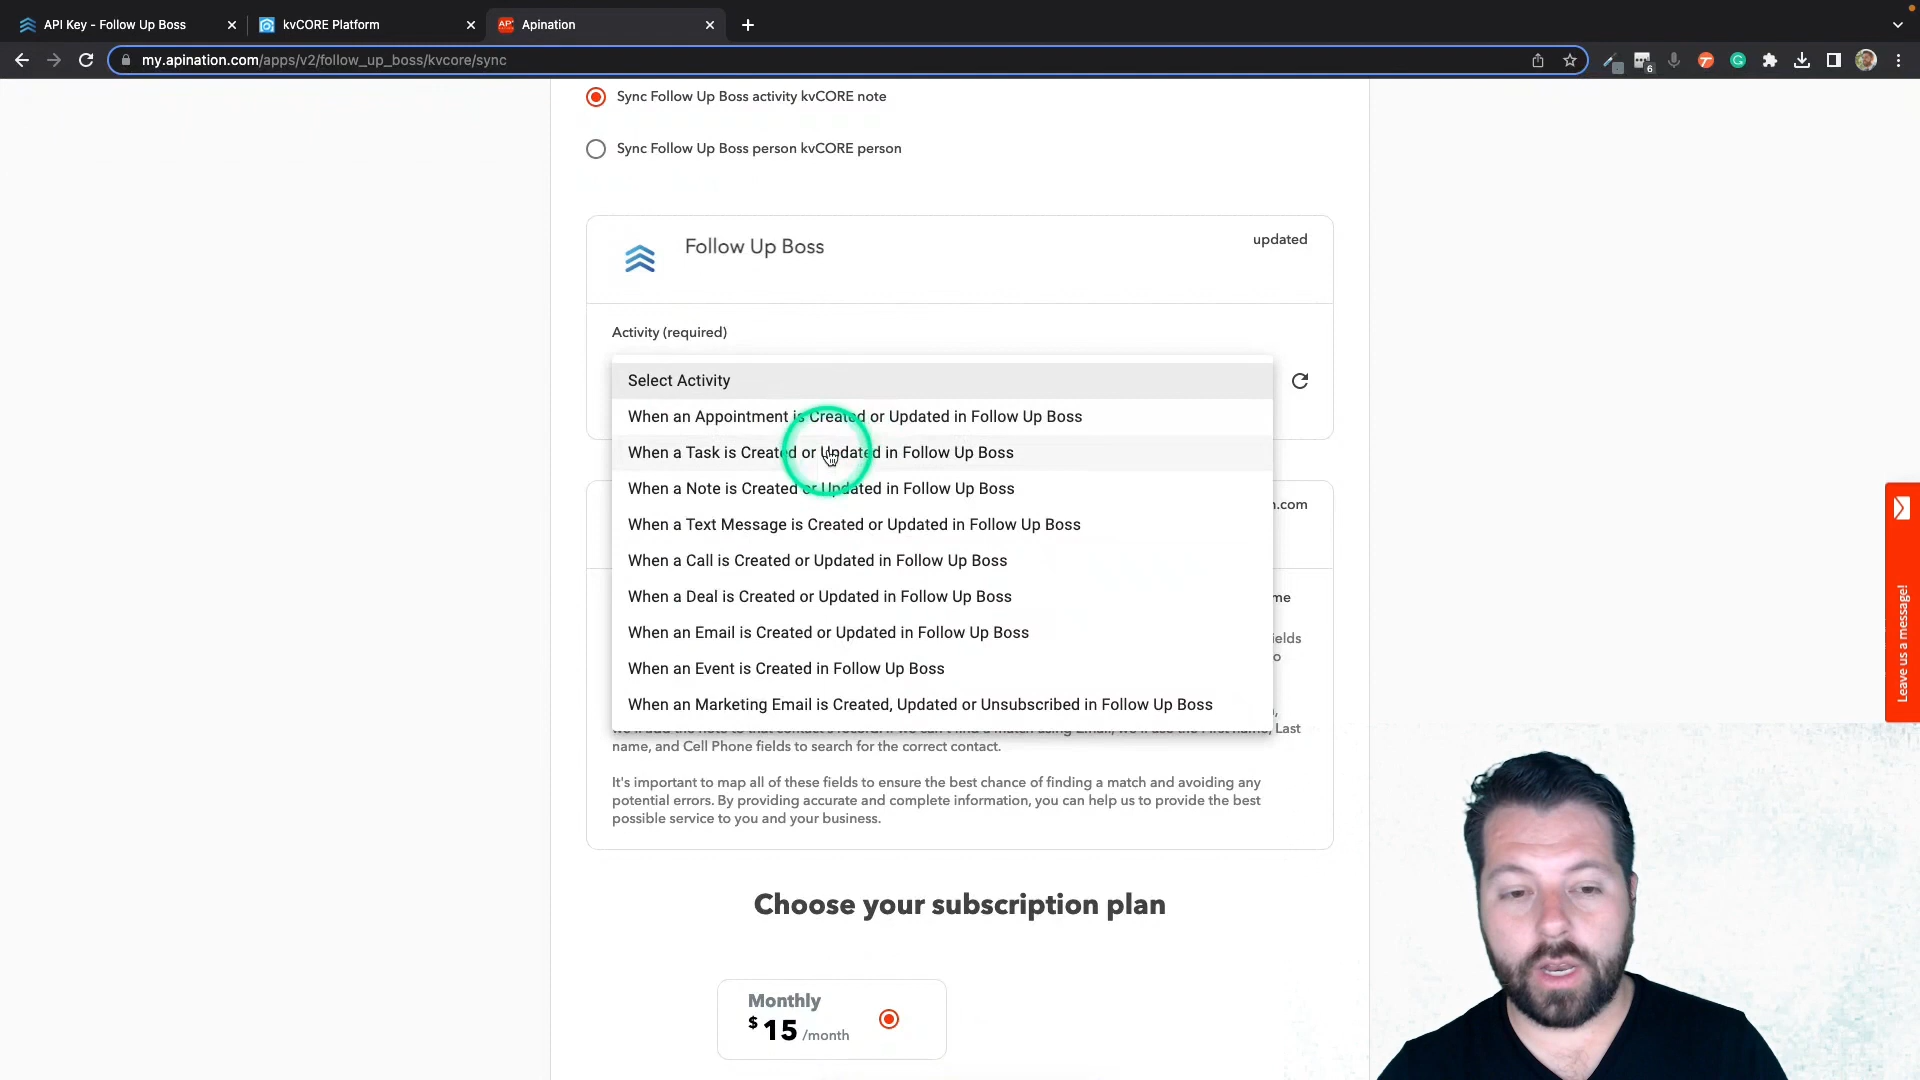 API Key - Follow Up Boss
kvCORE Platform
API
Apination
my.apination.com/apps/v2/follow_up_boss/kvcore/sync
6
Sync Follow Up Boss activity kvCORE note
Sync Follow Up Boss person kvCORE person
Follow Up Boss
updated
Activity (required)
Select Activity
When an Appointment is Created or Updated in Follow Up Boss
When a Task is Created or Updated in Follow Up Boss
When a Note is Created or Updated in Follow Up Boss
When a Text Message is Created or Updated in Follow Up Boss
When a Call is Created or Updated in Follow Up Boss
When a Deal is Created or Updated in Follow Up Boss
When an Email is Created or Updated in Follow Up Boss
When an Event is Created in Follow Up Boss
When an Marketing Email is Created, Updated or Unsubscribed in Follow Up Boss
Last
name, and Cell Phone fields to search for the correct contact.
It's important to map all of these fields to ensure the best chance of finding a match and avoiding any
potential errors. By providing accurate and complete information, you can help us to provide the best
possible service to you and your business.
Leave us a message!
Choose your subscription plan
Monthly
$15 /month